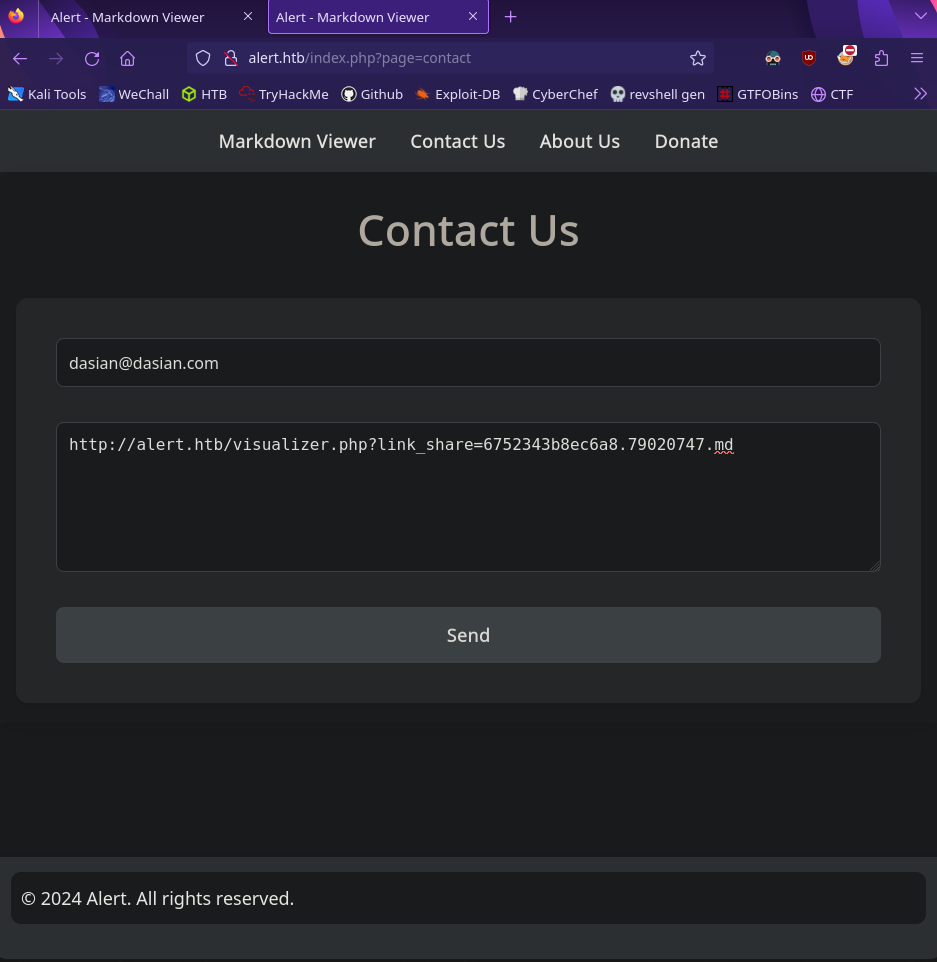 Alert - Markdown Viewer
Alert - Markdown Viewer
alert.htb/index.php?page=contact
Kali Tools WeChall HTB TryHackMe Github Exploit-DB CyberChef revshell gen GTFOBins CTF
Markdown Viewer Contact Us About Us Donate
Contact Us
dasian@dasian.com
http://alert.htb/visualizer.php?link_share=6752343b8ec6a8.79020747.md
Send
© 2024 Alert. All rights reserved.